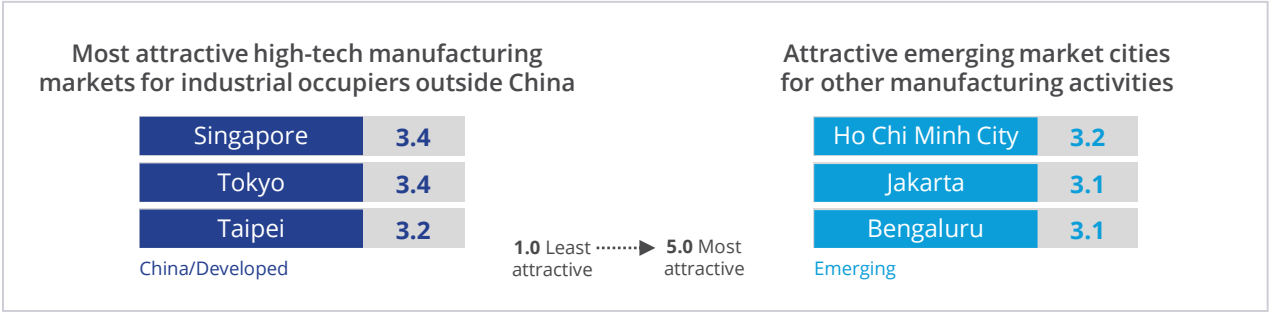 Most attractive high-tech manufacturing
markets for industrial occupiers outside China
Singapore 3.4
Tokyo 3.4
Taipei 3.2
China/Developed
1.0 Least 5.0 Most
attractive attractive
Attractive emerging market cities
for other manufacturing activities
Ho Chi Minh City 3.2
Jakarta 3.1
Bengaluru 3.1
Emerging